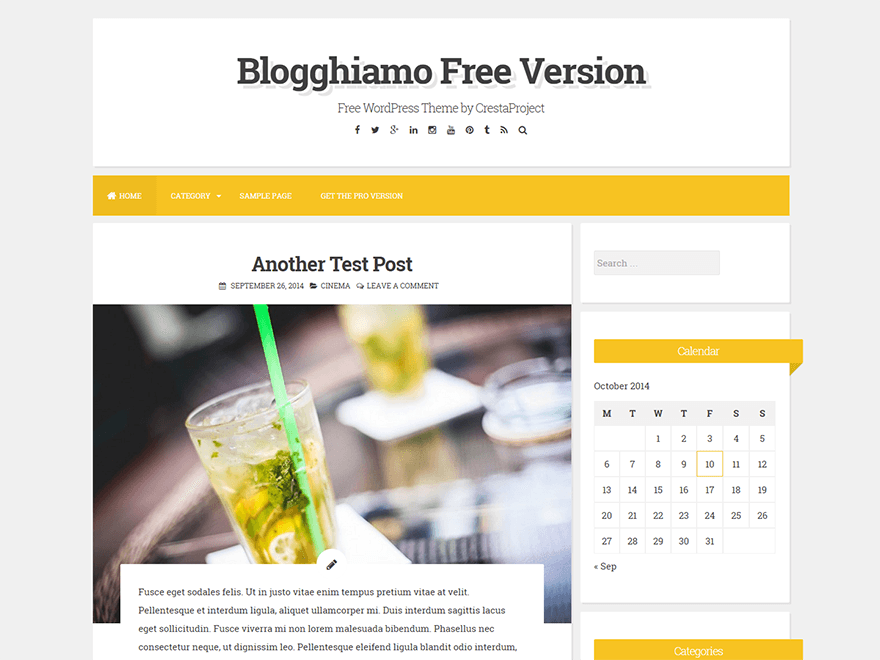 Blogghiamo Free Version
Free WordPress Theme by CrestaProject
HOME CATEGORY SAMPLE PAGE GET THE PRO VERSION
Another Test Post
SEPTEMBER 26, 2014 CINEMA LEAVE A COMMENT
Fusce eget sodales felis. Ut in justo vitae enim tempus pretium vitae at velit.
Pellentesque et interdum ligula, aliquet ullamcorper mi. Duis interdum sagittis lacus
eget sollicitudin. Fusce viverra mi non lorem malesuada bibendum. Phasellus nec
consectetur neque, ut dignissim leo. Pellentesque eleifend ligula blandit odio interdum,
Search ...
Calendar
October 2014
M T W T F S S
1 2 3 4 5
6 7 8 9 10 11 12
13 14 15 16 17 18 19
20 21 22 23 24 25 26
27 28 29 30 31
« Sep
Categories